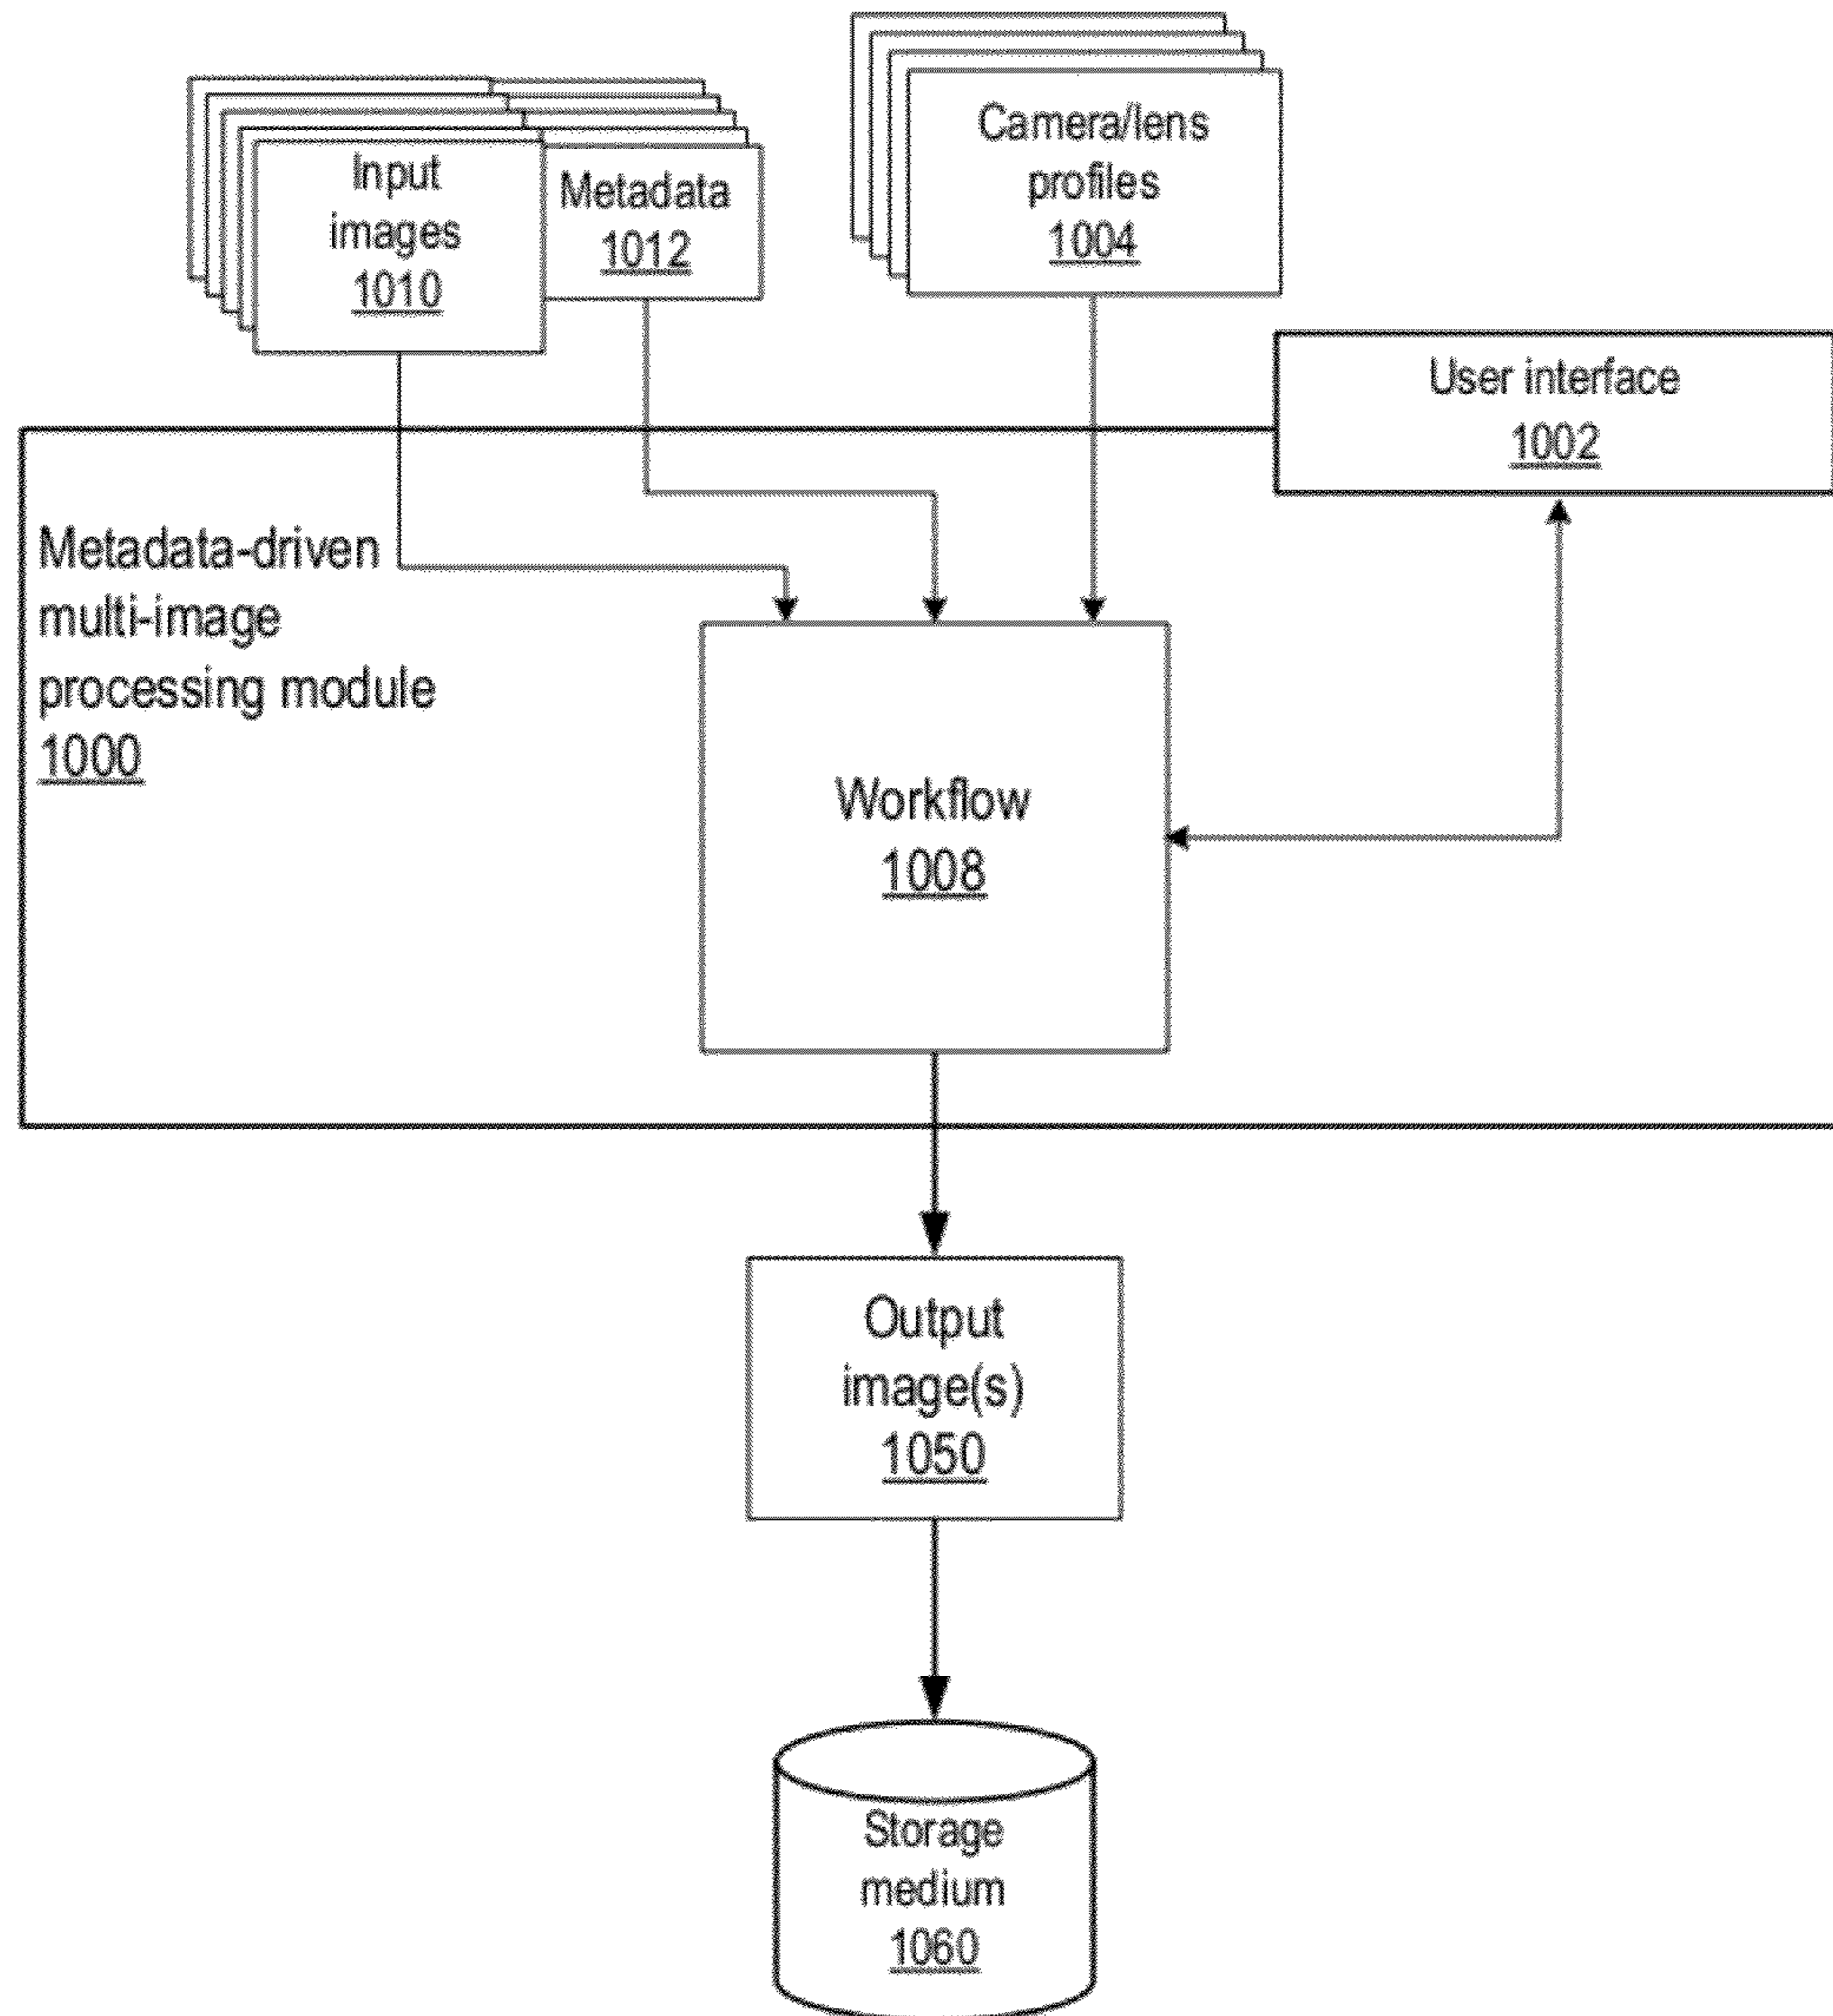 Input
images
1010
Metadata
1012
Camera/lens
profiles
1004
User interface
1002
Metadata-driven
multi-image
processing module
1000
Workflow
1008
Output
image(s)
1050
Storage
medium
1060